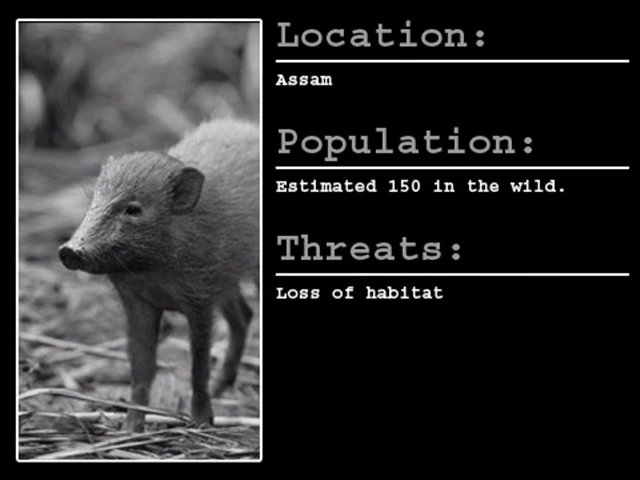 Location:
Assam
Population:
Estimated 150 in the wild.
Threats:
Loss of habitat